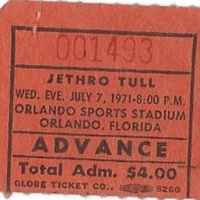 001493
JETHRO TULL
WED. EVE. JULY 7, 1971-8:00 P.M.
ORLANDO SPORTS STADIUM
ORLANDO, FLORIDA
ADVANCE
Total Adm. $4.00
GLOBE TICKET CO., S260